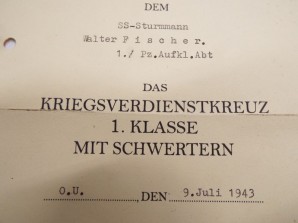 DEM
SS-Sturmmann
Walter Fischer.
1./ Pz.Aufkl.Abt
DAS
KRIEGSVERDIENSTKREUZ
1. KLASSE
MIT SCHWERTERN
O.U. , DEN 9.Juli 1943